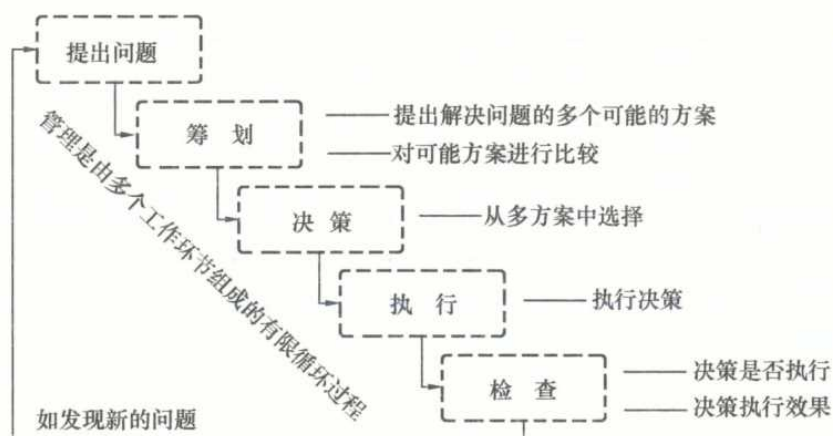 提出问题
筹 划
提出解决问题的多个可能的方案
对可能方案进行比较
决 策
从多方案中选择
执 行
执行决策
检 查
决策是否执行
决策执行效果
管理是由多个工作环节组成的有限循环过程
如发现新的问题